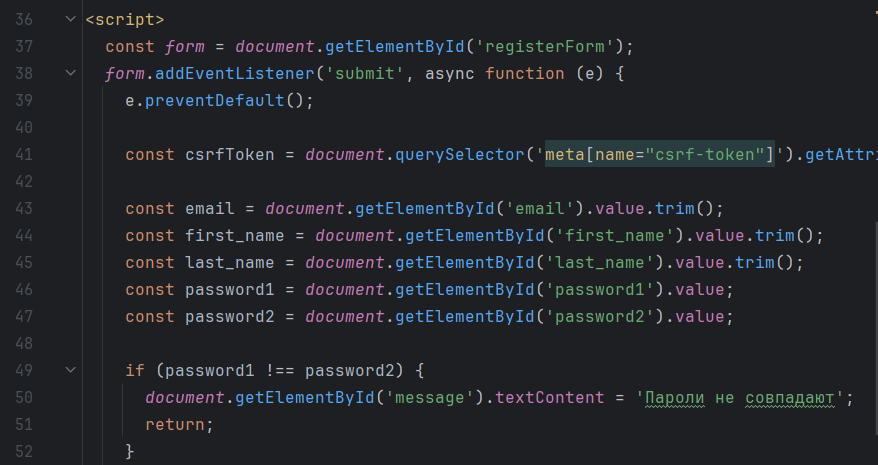 36 <script>
37 const form = document.getElementById('registerForm');
38 form.addEventListener('submit', async function (e) {
39 e.preventDefault();
40
41 const csrfToken = document.querySelector('meta[name="csrf-token"]').getAttri
42
43 const email = document.getElementById('email').value.trim();
44 const first_name = document.getElementById('first_name').value.trim();
45 const last_name = document.getElementById('last_name').value.trim();
46 const password1 = document.getElementById('password1').value;
47 const password2 = document.getElementById('password2').value;
48
49 if (password1 !== password2) {
50 document.getElementById('message').textContent = 'Пароли не совпадают';
51 return;
52 }